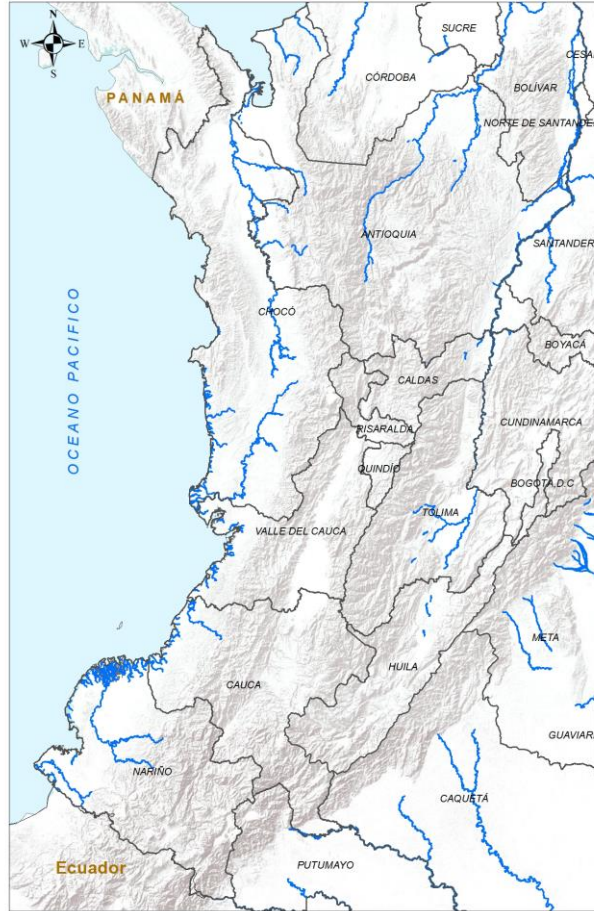 N
W E
S
SUCRE
CESAR
CÓRDOBA
BOLÍVAR
PANAMÁ
NORTE DE SANTANDER
ANTIOQUIA
SANTANDER
CHOCÓ
BOYACÁ
CALDAS
OCEANO PACIFICO
CUNDINAMARCA
RISARALDA
QUINDÍO
BOGOTÁ D.C
TOLIMA
VALLE DEL CAUCA
META
HUILA
CAUCA
GUAVIARE
NARIÑO
CAQUETÁ
Ecuador
PUTUMAYO